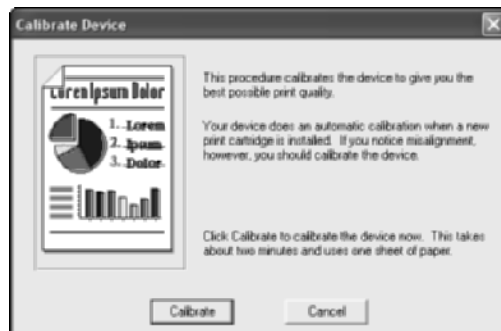 Calibrate Device
Lorem Ipsum Dolor
1. Lorem
2. Ipsum
3. Dolor
This procedure calibrates the device to give you the
best possible print quality.
Your device does an automatic calibration when a new
print cartridge is installed. If you notice misalignment,
however, you should calibrate the device.
Click Calibrate to calibrate the device now. This takes
about two minutes and uses one sheet of paper.
Calibrate
Cancel